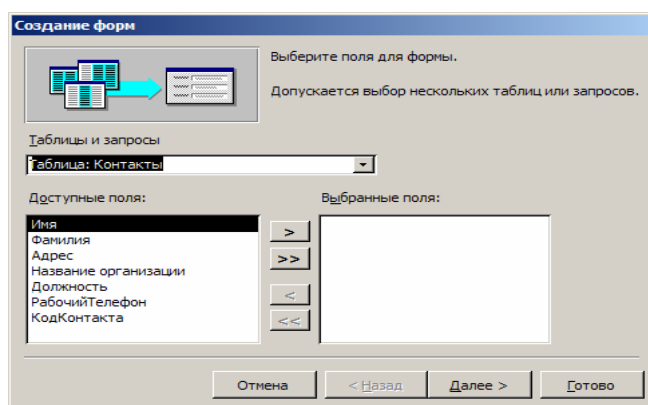 Создание форм
Выберите поля для формы.
Допускается выбор нескольких таблиц или запросов.
Таблицы и запросы
Таблица: Контакты
Доступные поля:
Выбранные поля:
Имя
Фамилия
Адрес
Название организации
Должность
РабочийТелефон
КодКонтакта
>
>>
<
<<
Отмена
< Назад
Далее >
Готово